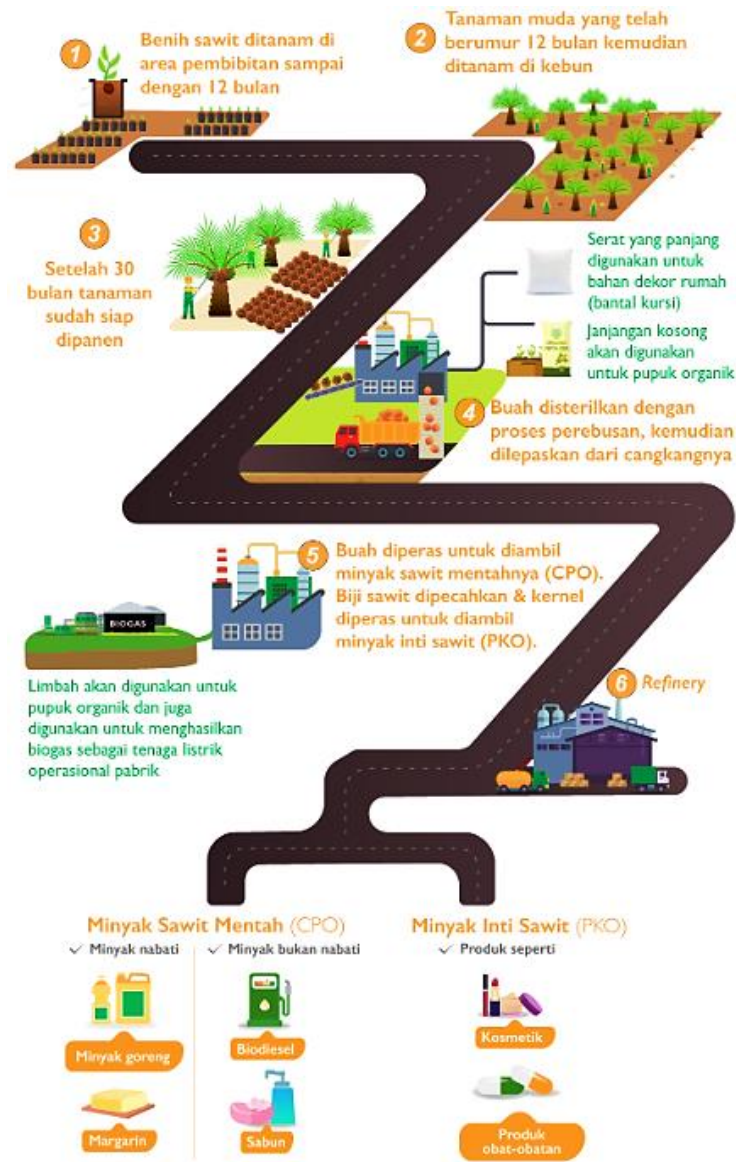 1
Benih sawit ditanam di
area pembibitan sampai
dengan 12 bulan
2
Tanaman muda yang telah
berumur 12 bulan kemudian
ditanam di kebun
3
Setelah 30
bulan tanaman
sudah siap
dipanen
Serat yang panjang
digunakan untuk
bahan dekor rumah
(bantal kursi)
Janjangan kosong
akan digunakan
untuk pupuk organik
4
Buah disterilkan dengan
proses perebusan, kemudian
dilepaskan dari cangkangnya
5
Buah diperas untuk diambil
minyak sawit mentahnya (CPO).
Biji sawit dipecahkan & kernel
diperas untuk diambil
minyak inti sawit (PKO).
BIOGAS
Limbah akan digunakan untuk
pupuk organik dan juga
digunakan untuk menghasilkan
biogas sebagai tenaga listrik
operasional pabrik
6 Refinery
Minyak Sawit Mentah (CPO)
Minyak nabati
Minyak goreng
Margarin
Minyak bukan nabati
Biodiesel
Sabun
Minyak Inti Sawit (PKO)
Produk seperti
Kosmetik
Produk
obat-obatan